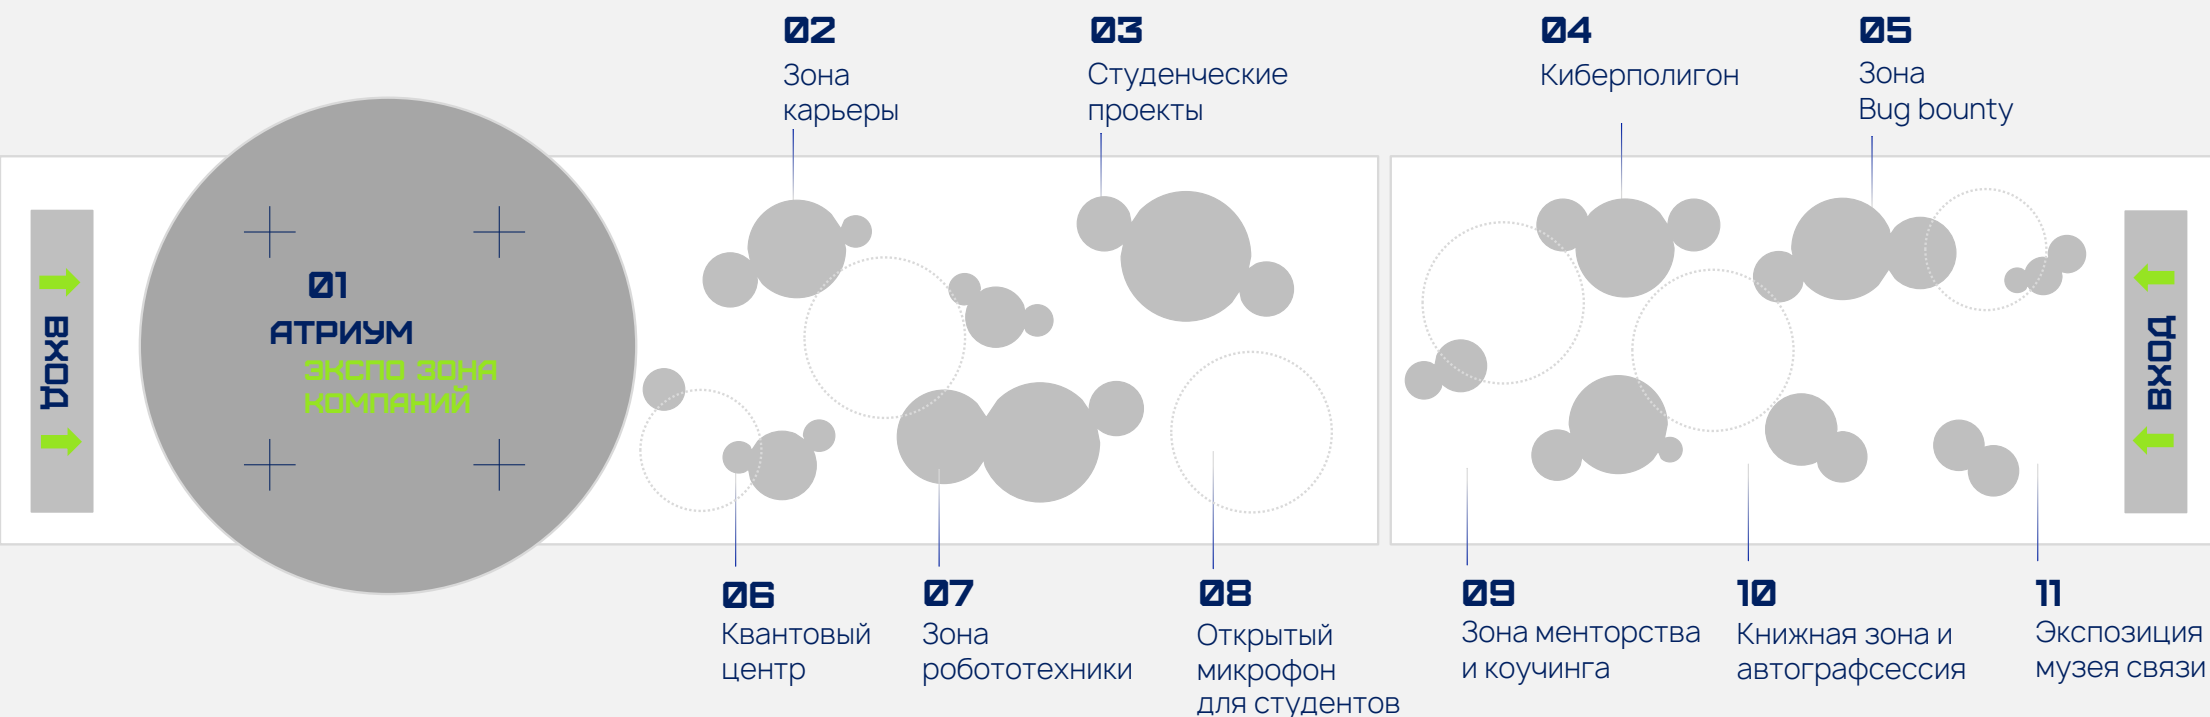 02
Зона
карьеры
03
Студенческие
проекты
04
Киберполигон
05
Зона
Bug bounty
ВХОД
01
АТРИУМ
ЭКСПО ЗОНА
КОМПАНИЙ
ВХОД
06
Квантовый
центр
07
Зона
робототехники
08
Открытый
микрофон
для студентов
09
Зона менторства
и коучинга
10
Книжная зона и
автографсессия
11
Экспозиция
музея связи